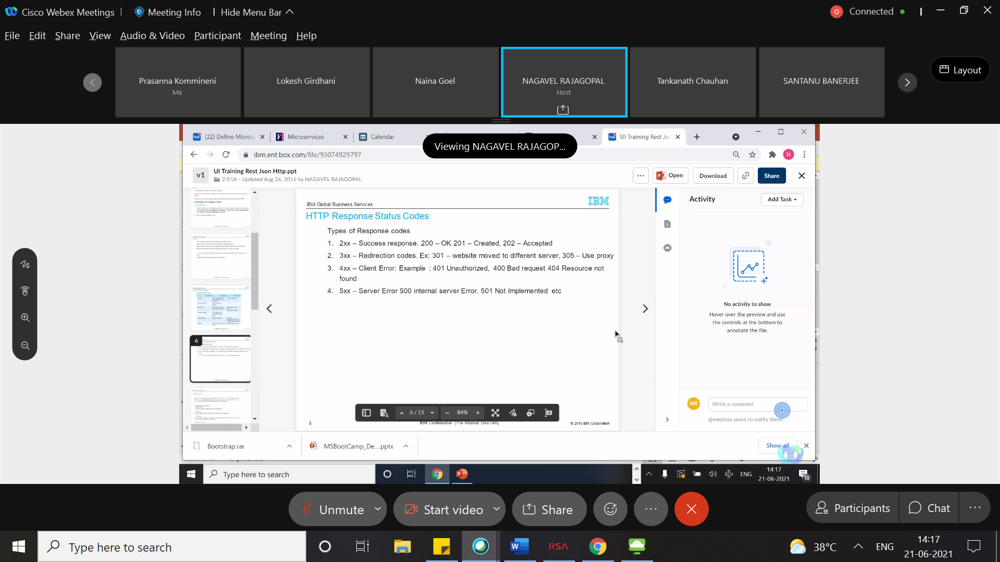 Cisco Webex Meetings
Meeting Info
Hide Menu Bar
Connected
File Edit Share View Audio & Video Participant Meeting Help
Prasanna Kommineni
Me
Lokesh Girdhani
Naina Goel
NAGAVEL RAJAGOPAL
Host
Tankanath Chauhan
SANTANU BANERJEE
Layout
(22) Define Micros
Microservices
Calendar
UI Training Rest Jso
Viewing NAGAVEL RAJAGOP...
ibm.ent.box.com/file/93074929797
N
v1
UI Training Rest Json Http.ppt
2.0 UI · Updated Aug 26, 2016 by NAGAVEL RAJAGOPAL
Open
Download
Share
IBM Global Business Services
IBM
HTTP Response Status Codes
Types of Response codes
1. 2xx – Success response. 200 – OK 201 – Created, 202 – Accepted
2. 3xx – Redirection codes. Ex: 301 – website moved to different server, 305 – Use proxy
3. 4xx – Client Error: Example : 401 Unauthorized, 400 Bad request 404 Resource not
found
4. 5xx – Server Error 500 internal server Error, 501 Not Implemented etc
6
6 / 13
84%
6
IBM Confidential | For Internal Use Only
© 2016 IBM Corporation
Activity
Add Task
No activity to show
Hover over the preview and use
the controls at the bottom to
annotate the file.
NR
Write a comment
@mention users to notify them.
Bootstrap.rar
MSBootCamp_De....pptx
Show all
Type here to search
ENG
14:17
21-06-2021
18
Unmute
Start video
Share
Participants
Chat
Type here to search
W
RSA
38°C
ENG
14:17
21-06-2021